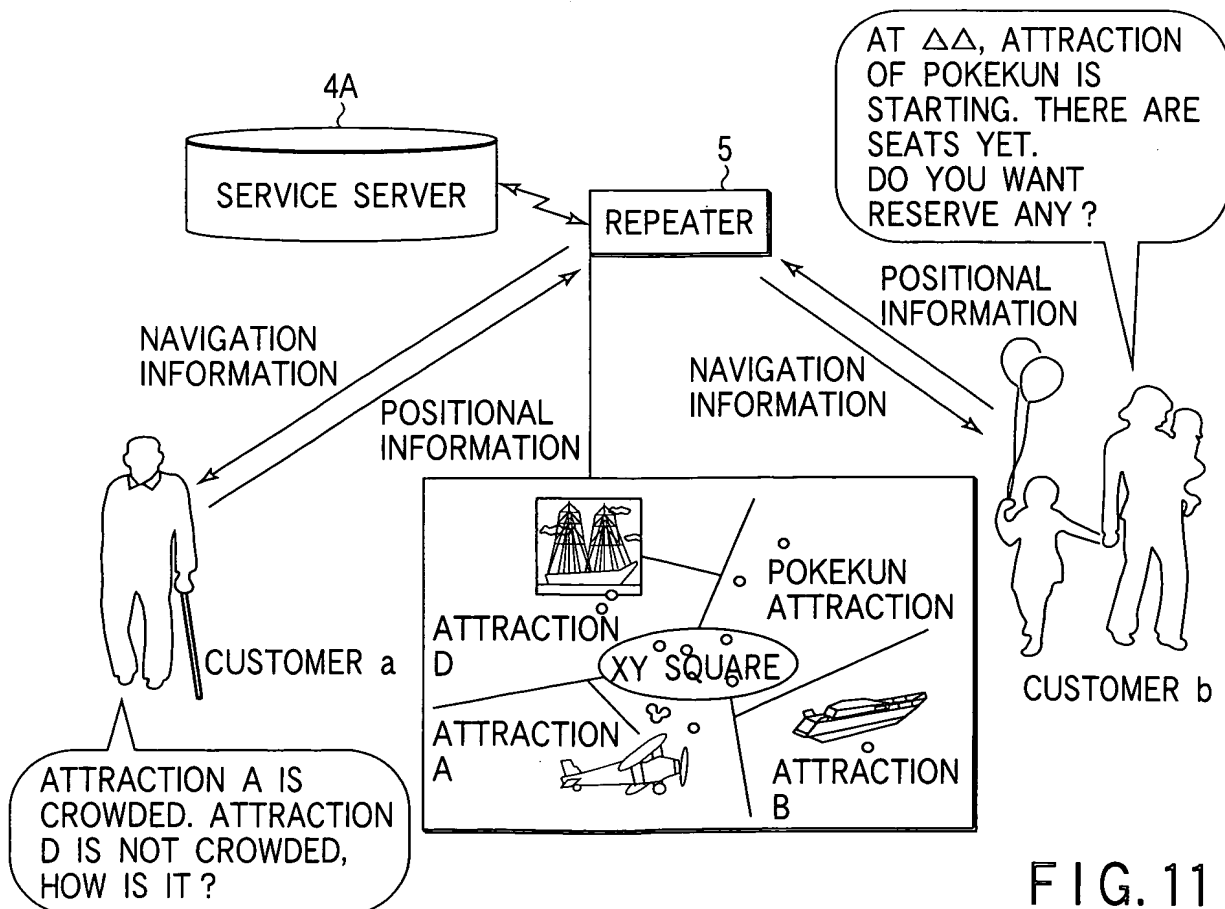 4A
SERVICE SERVER
5
REPEATER
AT △△, ATTRACTION
OF POKEKUN IS
STARTING. THERE ARE
SEATS YET.
DO YOU WANT
RESERVE ANY?
NAVIGATION
INFORMATION
POSITIONAL
INFORMATION
NAVIGATION
INFORMATION
POSITIONAL
INFORMATION
CUSTOMER a
CUSTOMER b
POKEKUN
ATTRACTION
ATTRACTION
D
XY SQUARE
ATTRACTION
A
ATTRACTION
B
ATTRACTION A IS
CROWDED. ATTRACTION
D IS NOT CROWDED,
HOW IS IT?
FIG. 11